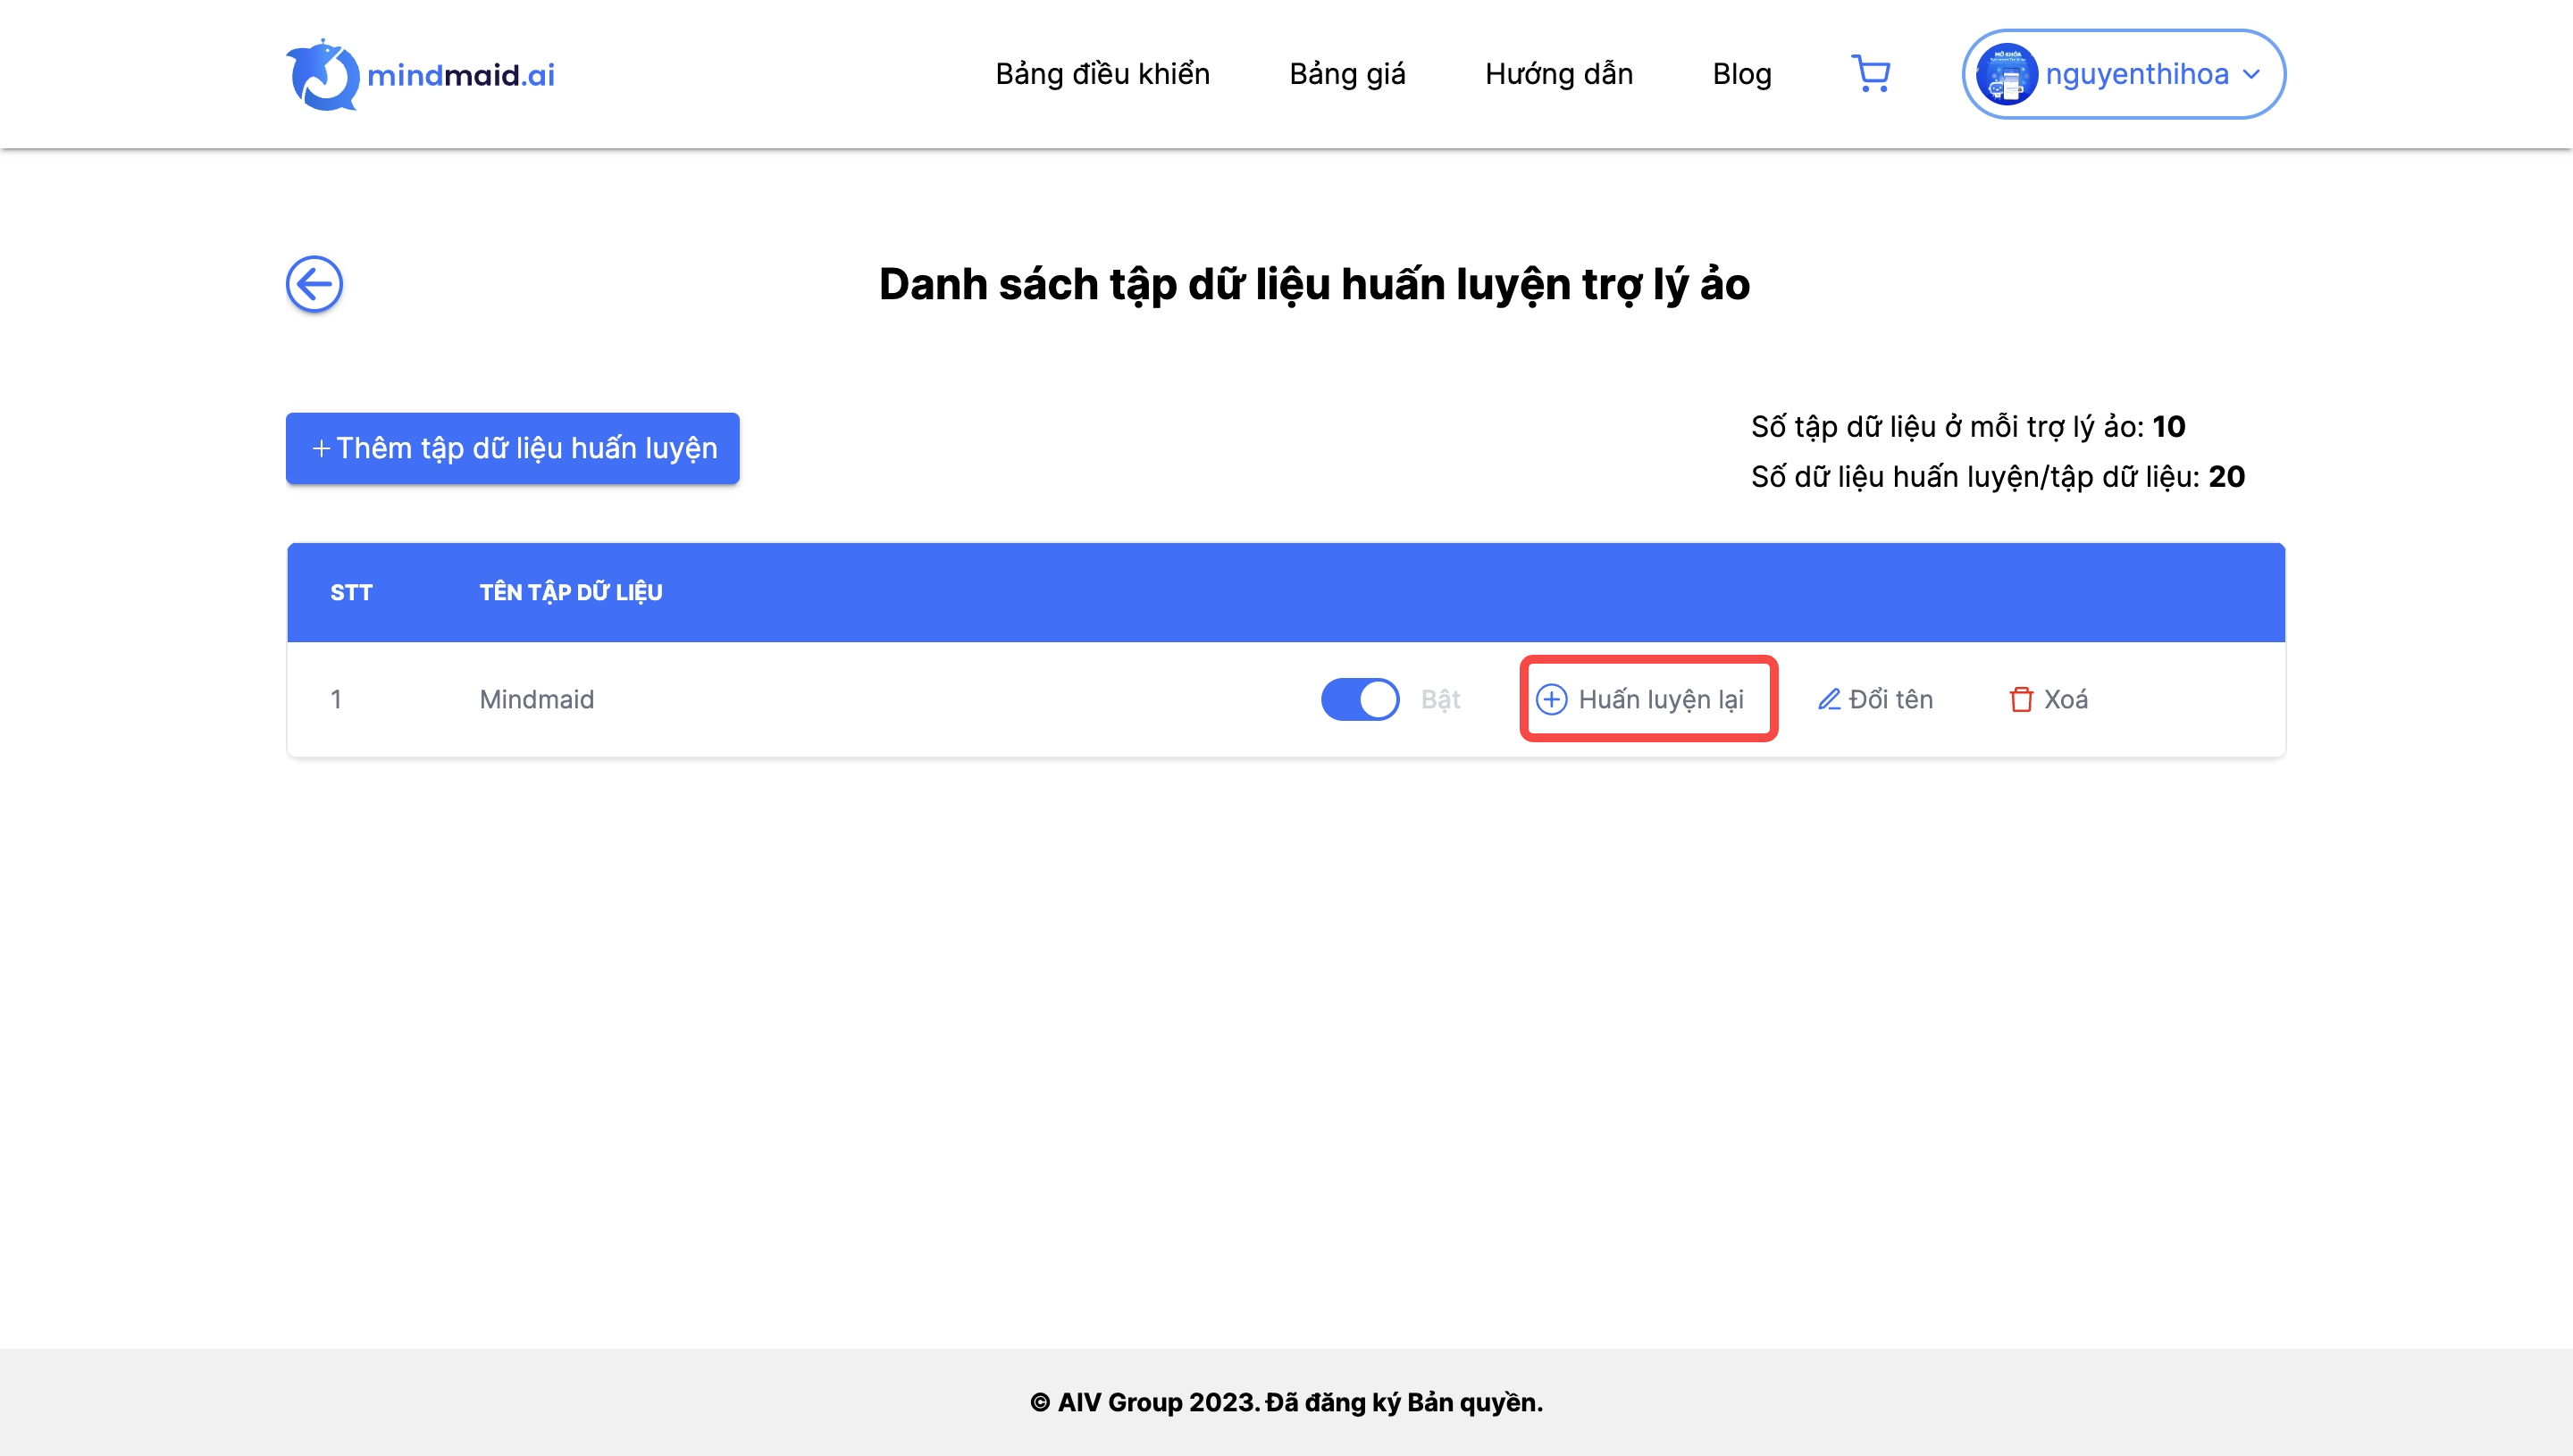 mindmaid.ai
Bảng điều khiển
Bảng giá
Hướng dẫn
Blog
nguyenthihoa
Danh sách tập dữ liệu huấn luyện trợ lý ảo
+ Thêm tập dữ liệu huấn luyện
Số tập dữ liệu ở mỗi trợ lý ảo: 10
Số dữ liệu huấn luyện/tập dữ liệu: 20
STT TÊN TẬP DỮ LIỆU
1 Mindmaid Bật Huấn luyện lại Đổi tên Xoá
© AIV Group 2023. Đã đăng ký Bản quyền.